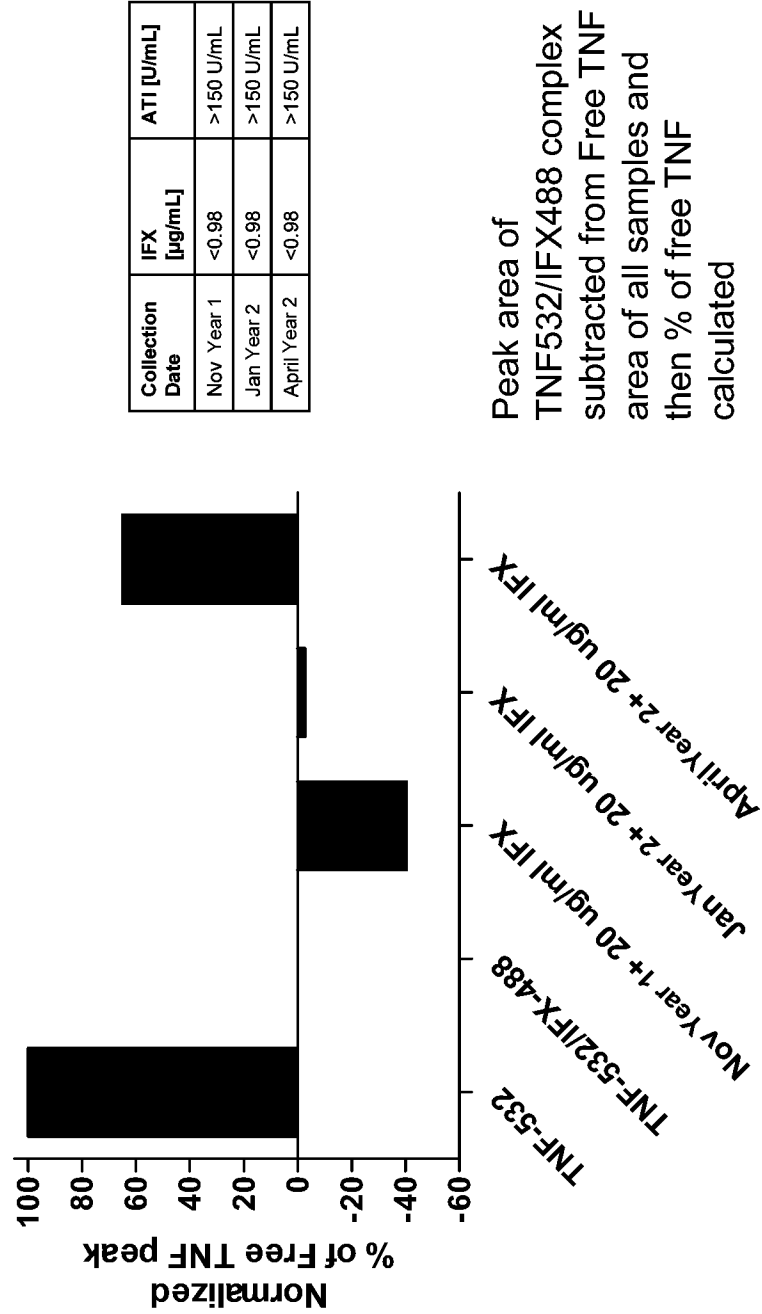 Normalized
% of Free TNF peak
100
80
60
40
20
0
-20
-40
-60
TNF-532
TNF-532/IFX-488
Nov Year 1+ 20 ug/ml IFX
Jan Year 2+ 20 ug/ml IFX
April Year 2+ 20 ug/ml IFX
Collection Date | IFX [µg/mL] | ATI [U/mL]
Nov Year 1 | <0.98 | >150 U/mL
Jan Year 2 | <0.98 | >150 U/mL
April Year 2 | <0.98 | >150 U/mL
Peak area of
TNF532/IFX488 complex
subtracted from Free TNF
area of all samples and
then % of free TNF
calculated